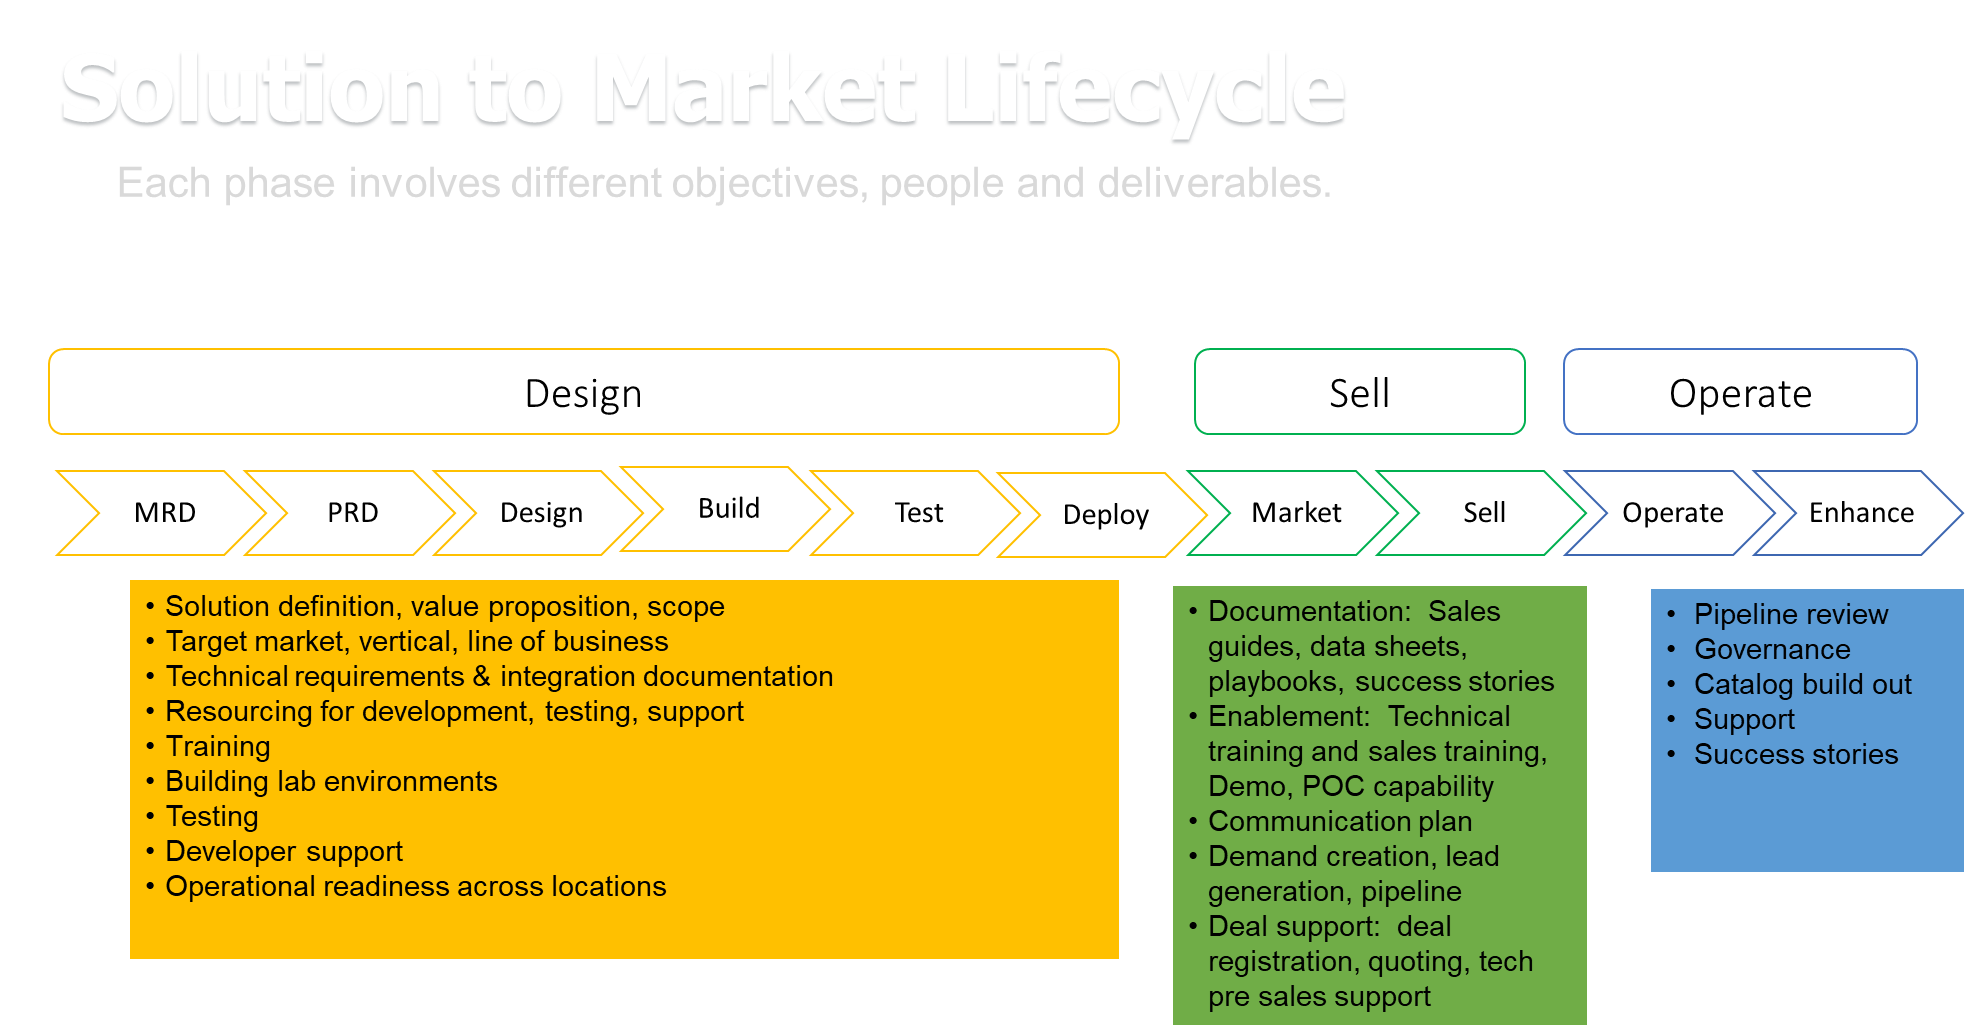 Solution to Market Lifecycle
Each phase involves different objectives, people and deliverables.
Design
Sell
Operate
MRD
PRD
Design
Build
Test
Deploy
Market
Sell
Operate
Enhance
• Solution definition, value proposition, scope
• Target market, vertical, line of business
• Technical requirements & integration documentation
• Resourcing for development, testing, support
• Training
• Building lab environments
• Testing
• Developer support
• Operational readiness across locations
• Documentation:  Sales
guides, data sheets,
playbooks, success stories
• Enablement:  Technical
training and sales training,
Demo, POC capability
• Communication plan
• Demand creation, lead
generation, pipeline
• Deal support:  deal
registration, quoting, tech
pre sales support
• Pipeline review
• Governance
• Catalog build out
• Support
• Success stories